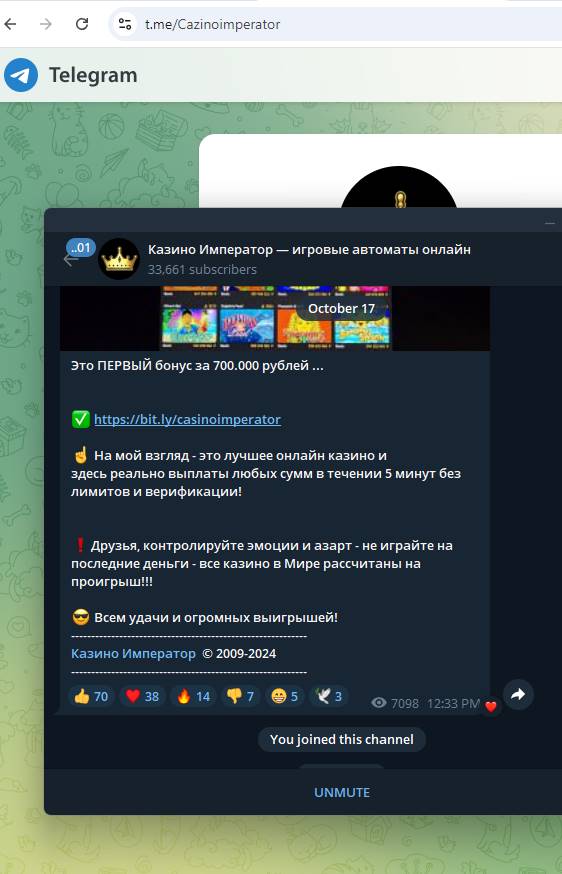 t.me/Cazinoimperator
Telegram
..01
Казино Император — игровые автоматы онлайн
33,661 subscribers
October 17
Это ПЕРВЫЙ бонус за 700.000 рублей ...
✅ https://bit.ly/casinoimperator
☝ На мой взгляд - это лучшее онлайн казино и
здесь реально выплаты любых сумм в течении 5 минут без
лимитов и верификации!
❗ Друзья, контролируйте эмоции и азарт - не играйте на
последние деньги - все казино в Мире рассчитаны на
проигрыш!!!
😎 Всем удачи и огромных выигрышей!
-----------------------------------------------------------
Казино Император © 2009-2024
-----------------------------------------------------------
👍 70 ❤ 38 🔥 14 👎 7 😁 5 🕊 3 7098 12:33 PM
You joined this channel
UNMUTE